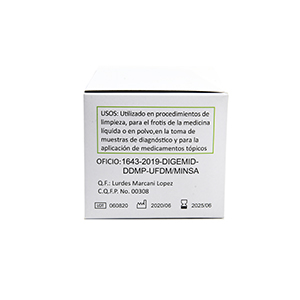 USOS: Utilizado en procedimientos de
limpieza, para el frotis de la medicina
líquida o en polvo,en la toma de
muestras de diagnóstico y para la
aplicación de medicamentos tópicos
OFICIO:1643-2019-DIGEMID-
DDMP-UFDM/MINSA
Q.F.: Lurdes Marcani Lopez
C.Q.F.P. No. 00308
LOT 060820 2020/06 2025/06